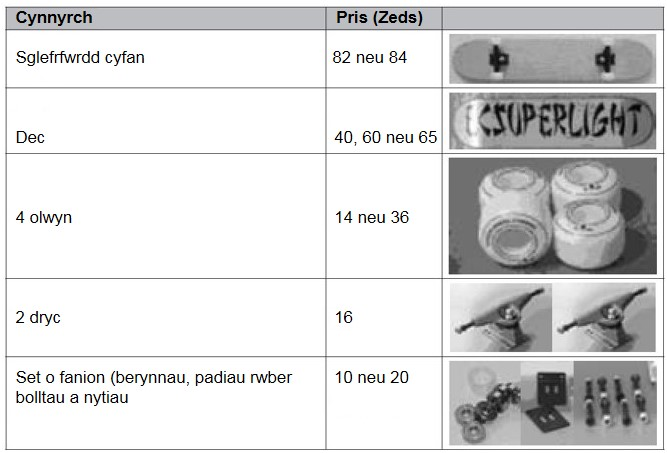 Cynnyrch Pris (Zeds)
Sglefrfwrdd cyfan 82 neu 84
Dec 40, 60 neu 65
SUPERLIGHT
4 olwyn 14 neu 36
2 dryc 16
Set o fanion (berynnau, padiau rwber 10 neu 20
bolltau a nytiau